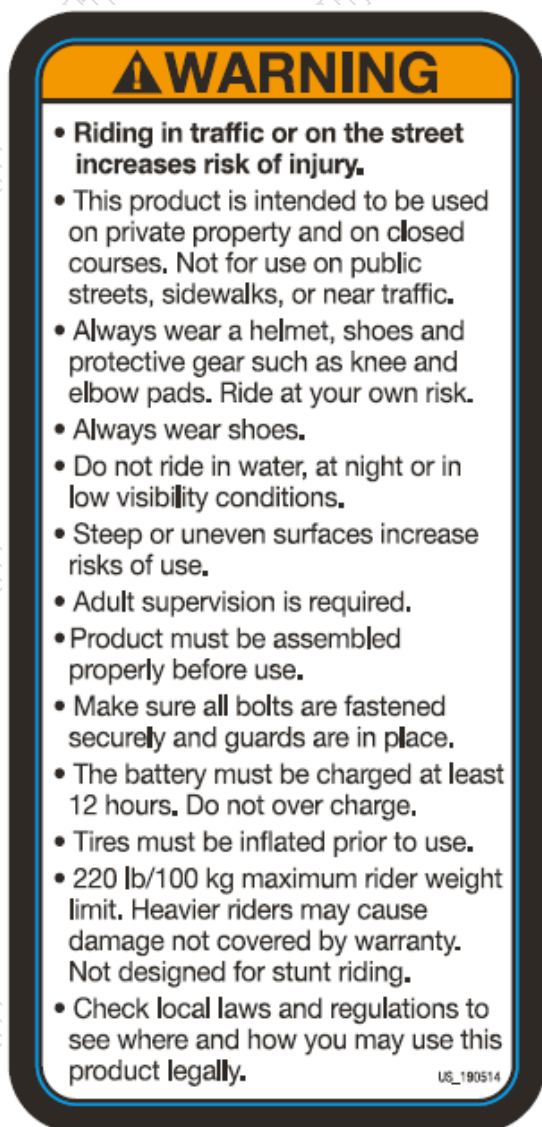 ⚠WARNING
• Riding in traffic or on the street
increases risk of injury.
• This product is intended to be used
on private property and on closed
courses. Not for use on public
streets, sidewalks, or near traffic.
• Always wear a helmet, shoes and
protective gear such as knee and
elbow pads. Ride at your own risk.
• Always wear shoes.
• Do not ride in water, at night or in
low visibility conditions.
• Steep or uneven surfaces increase
risks of use.
• Adult supervision is required.
• Product must be assembled
properly before use.
• Make sure all bolts are fastened
securely and guards are in place.
• The battery must be charged at least
12 hours. Do not over charge.
• Tires must be inflated prior to use.
• 220 lb/100 kg maximum rider weight
limit. Heavier riders may cause
damage not covered by warranty.
Not designed for stunt riding.
• Check local laws and regulations to
see where and how you may use this
product legally.
US_190514